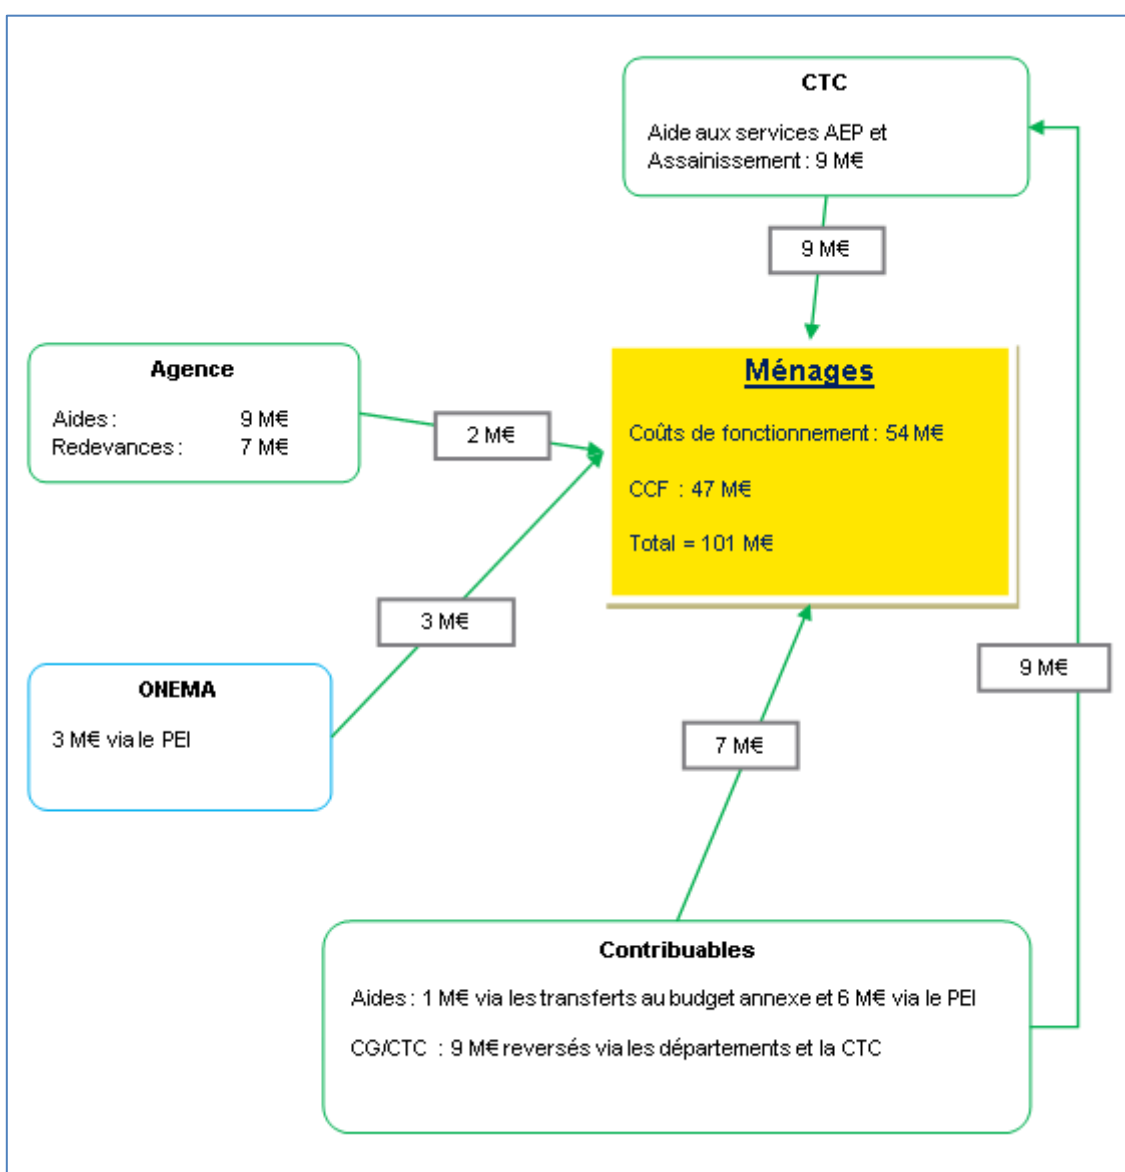 CTC
Aide aux services AEP et
Assainissement : 9 M€
9 M€
Agence
Aides : 9 M€
Redevances : 7 M€
2 M€
Ménages
Coûts de fonctionnement : 54 M€
CCF : 47 M€
Total = 101 M€
3 M€
ONEMA
3 M€ via le PEI
9 M€
7 M€
Contribuables
Aides : 1 M€ via les transferts au budget annexe et 6 M€ via le PEI
CG/CTC : 9 M€ reversés via les départements et la CTC